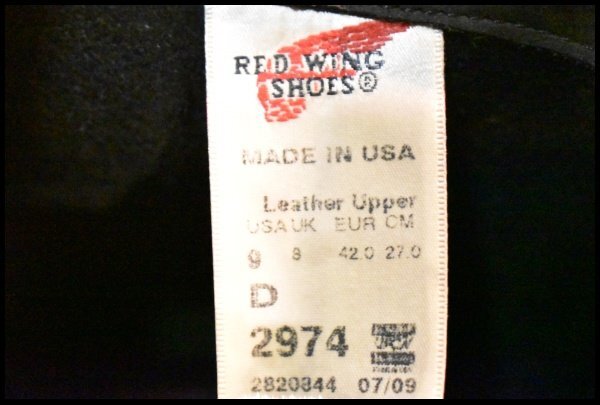 RED WING
SHOES®
MADE IN USA
Leather Upper
USA UK EUR CM
9 8 42.0 27.0
D
2974
2820844 07/09